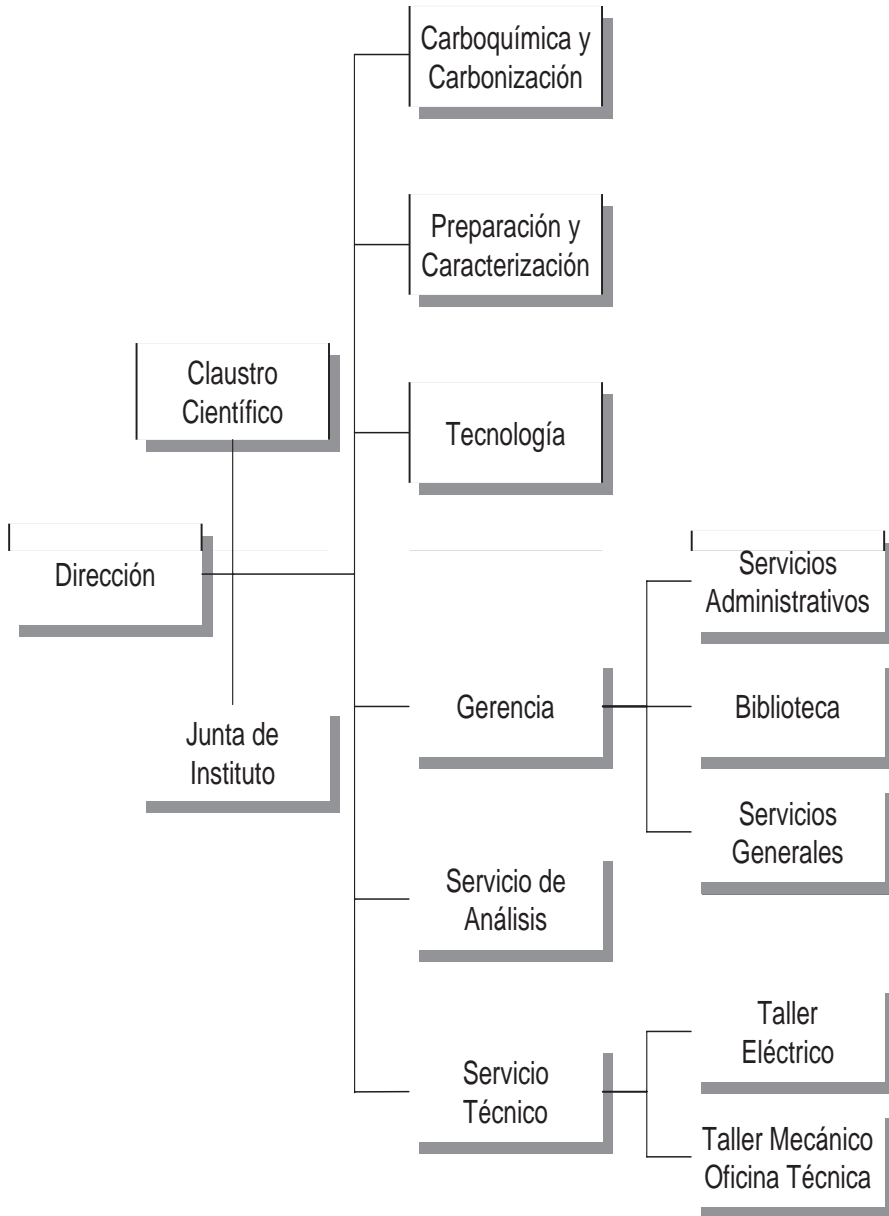 Carboquímica y
Carbonización
Preparación y
Caracterización
Claustro
Científico
Tecnología
Dirección
Servicios
Administrativos
Gerencia
Biblioteca
Junta de
Instituto
Servicios
Generales
Servicio de
Análisis
Taller
Eléctrico
Servicio
Técnico
Taller Mecánico
Oficina Técnica